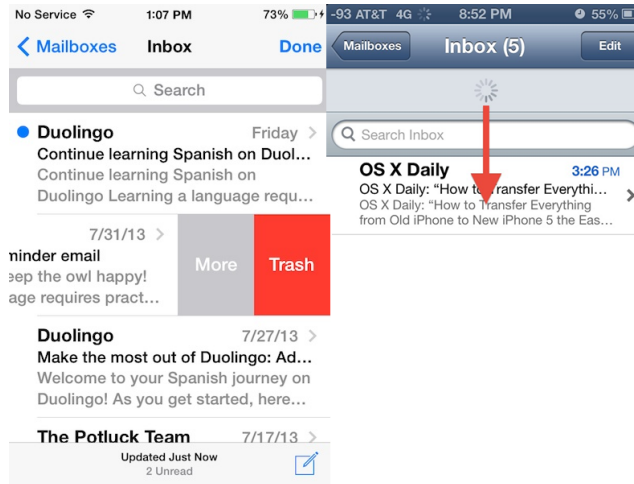 No Service 1:07 PM 73%
Mailboxes Inbox Done
Search
Duolingo Friday
Continue learning Spanish on Duol...
Continue learning Spanish on
Duolingo Learning a language requ...
7/31/13
minder email
eep the owl happy!
age requires pract...
More Trash
Duolingo 7/27/13
Make the most out of Duolingo: Ad...
Welcome to your Spanish journey on
Duolingo! As you get started, here...
The Potluck Team 7/17/13
Updated Just Now
2 Unread
-93 AT&T 4G 8:52 PM 55%
Mailboxes Inbox (5) Edit
Search Inbox
OS X Daily 3:26 PM
OS X Daily: “How to Transfer Everythi...
OS X Daily: “How to Transfer Everything
from Old iPhone to New iPhone 5 the Eas...